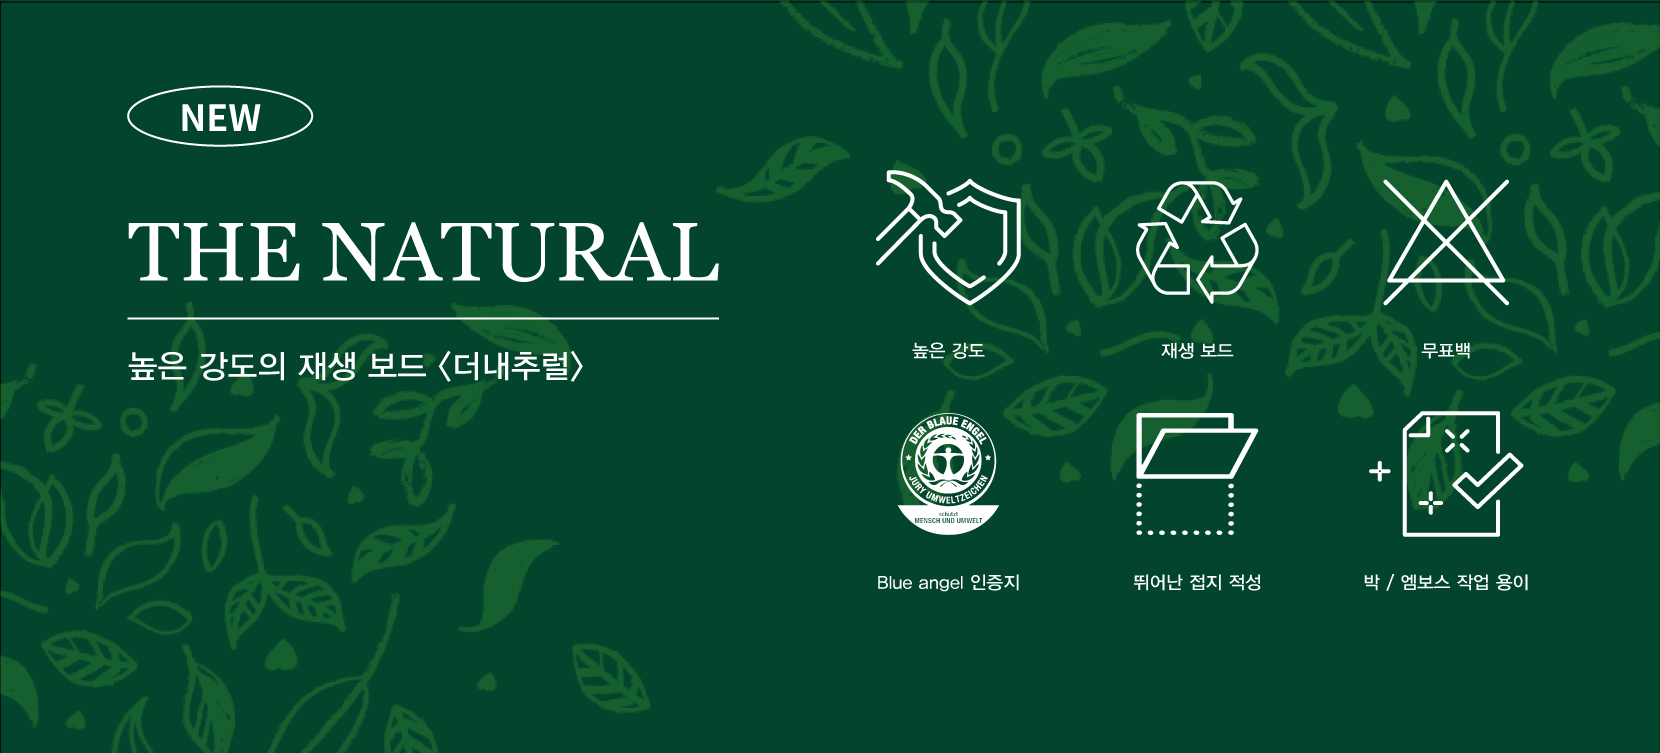 NEW
THE NATURAL
높은 강도의 재생 보드 〈더내추럴〉
높은 강도
재생 보드
무표백
DER BLAUE ENGEL
JURY UMWELTZEICHEN
schützt
MENSCH UND UMWELT
Blue angel 인증지
뛰어난 접지 적성
박 / 엠보스 작업 용이